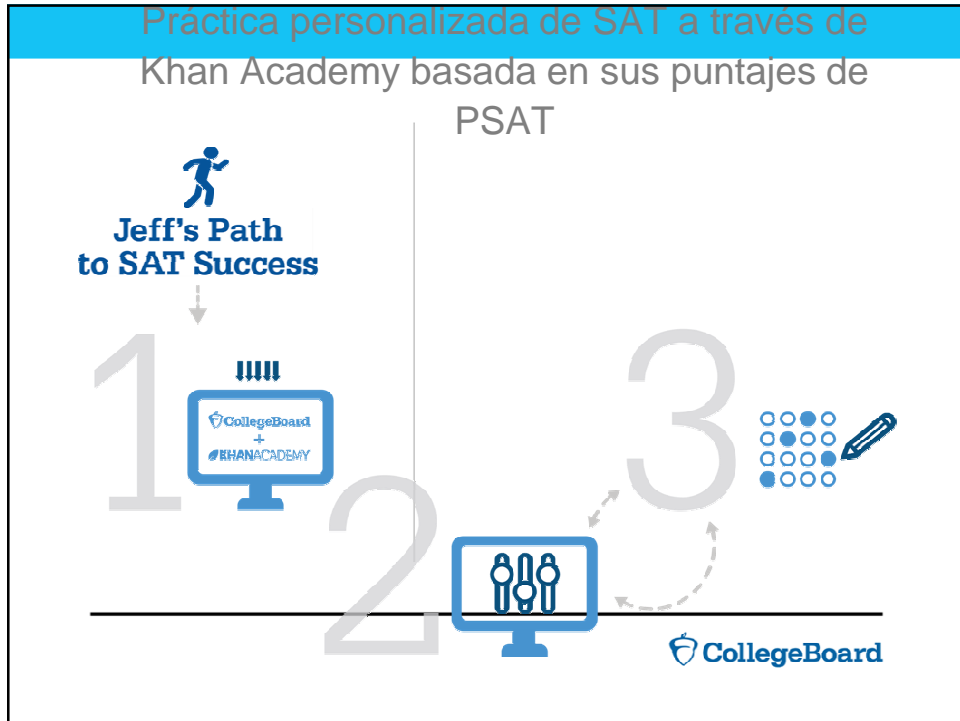 Práctica personalizada de SAT a través de
Khan Academy basada en sus puntajes de
PSAT
Jeff's Path
to SAT Success
1
CollegeBoard
+
KHANACADEMY
2
3
CollegeBoard